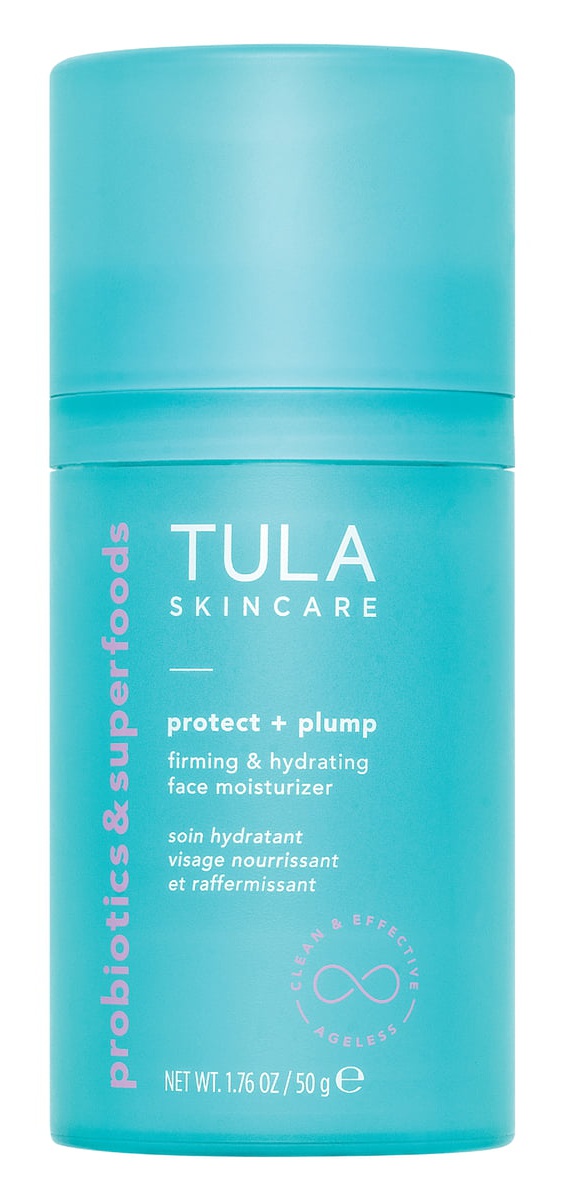 probiotics & superfoods
TULA
SKINCARE
protect + plump
firming & hydrating
face moisturizer
soin hydratant
visage nourrissant
et raffermissant
CLEAN & EFFECTIVE
AGELESS
NET WT. 1.76 OZ / 50 g ℮